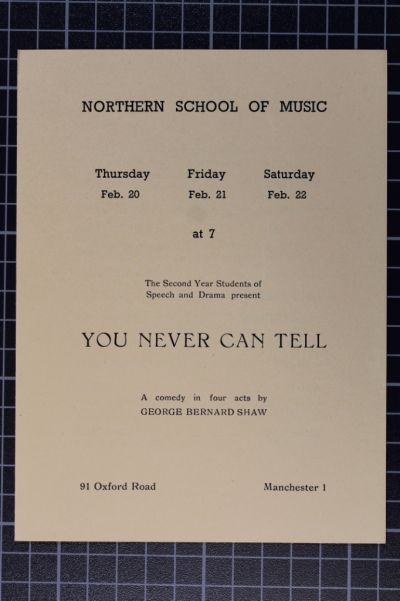 NORTHERN SCHOOL OF MUSIC
Thursday Friday Saturday
Feb. 20 Feb. 21 Feb. 22
at 7
The Second Year Students of
Speech and Drama present
YOU NEVER CAN TELL
A comedy in four acts by
GEORGE BERNARD SHAW
91 Oxford Road Manchester 1